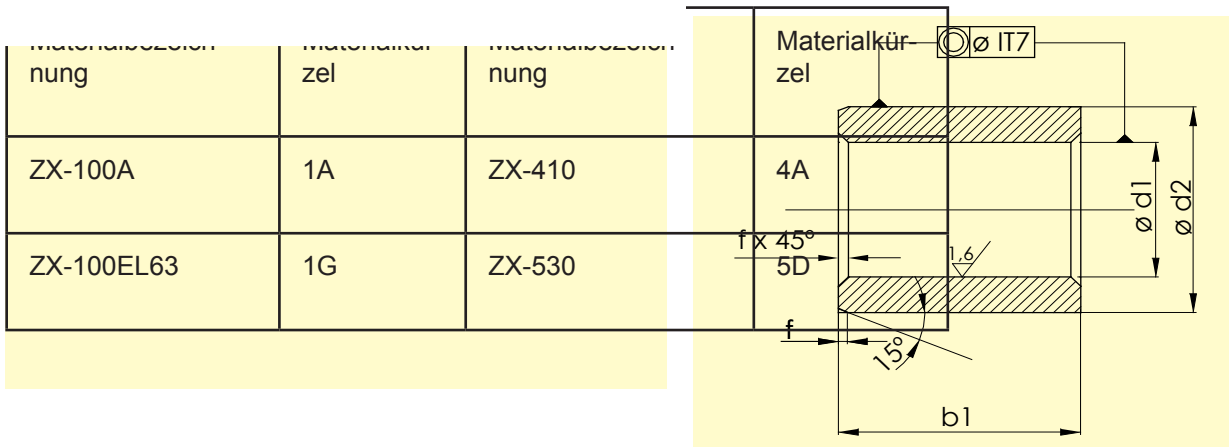 nung
zel
nung
Materialkür-
zel
ZX-100A
1A
ZX-410
4A
ZX-100EL63
1G
ZX-530
5D
ø IT7
ø d1
ø d2
f x 45°
1,6
f
15°
b1